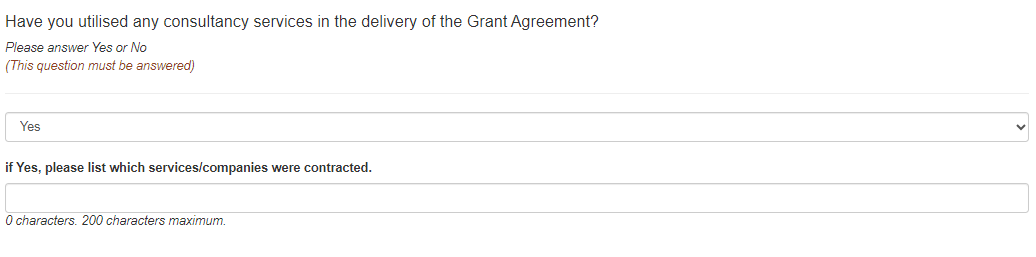 Have you utilised any consultancy services in the delivery of the Grant Agreement?
Please answer Yes or No
(This question must be answered)
Yes
if Yes, please list which services/companies were contracted.
0 characters. 200 characters maximum.